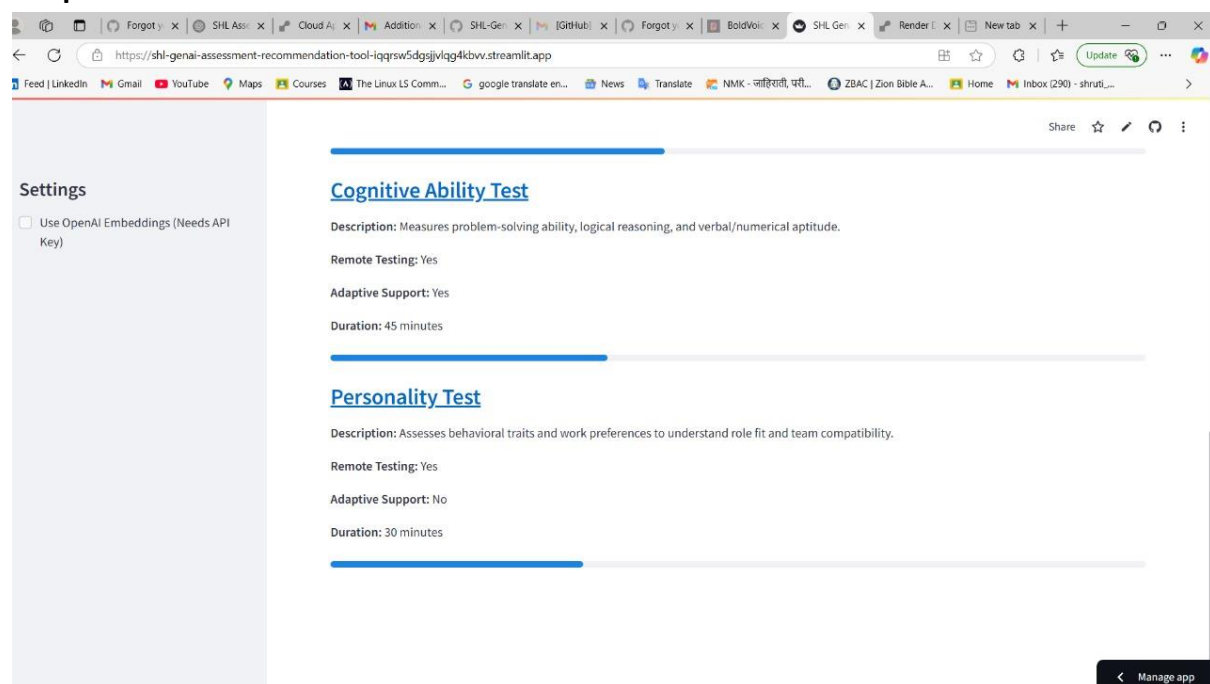 Forgot y
SHL Asse
Cloud A
Addition
SHL-Gen
[GitHub]
Forgot y
BoldVoic
SHL Gen
Render
New tab
https://shl-genai-assessment-recommendation-tool-iqqrsw5dgsjjvlqg4kbvv.streamlit.app
Update
Feed | LinkedIn
Gmail
YouTube
Maps
Courses
The Linux LS Comm...
google translate en...
News
Translate
NMK - जाहिराती, परी...
ZBAC | Zion Bible A...
Home
Inbox (290) - shruti_...
Share
Settings
Use OpenAI Embeddings (Needs API
Key)
Cognitive Ability Test
Description: Measures problem-solving ability, logical reasoning, and verbal/numerical aptitude.
Remote Testing: Yes
Adaptive Support: Yes
Duration: 45 minutes
Personality Test
Description: Assesses behavioral traits and work preferences to understand role fit and team compatibility.
Remote Testing: Yes
Adaptive Support: No
Duration: 30 minutes
Manage app